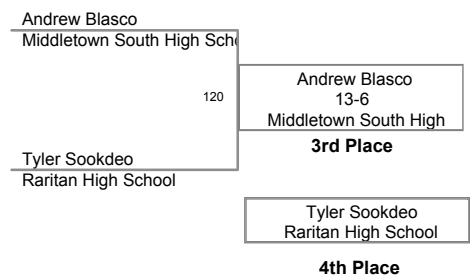 Andrew Blasco
Middletown South High Sch
120
Andrew Blasco
13-6
Middletown South High
3rd Place
Tyler Sookdeo
Raritan High School
Tyler Sookdeo
Raritan High School
4th Place